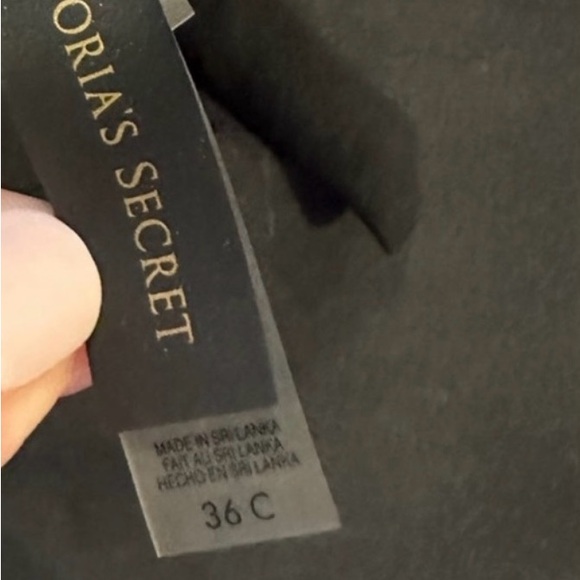 ORIA'S SECRET
MADE IN SRI LANKA
FAIT AU SRI LANKA
HECHO EN SRI LANKA
36 C